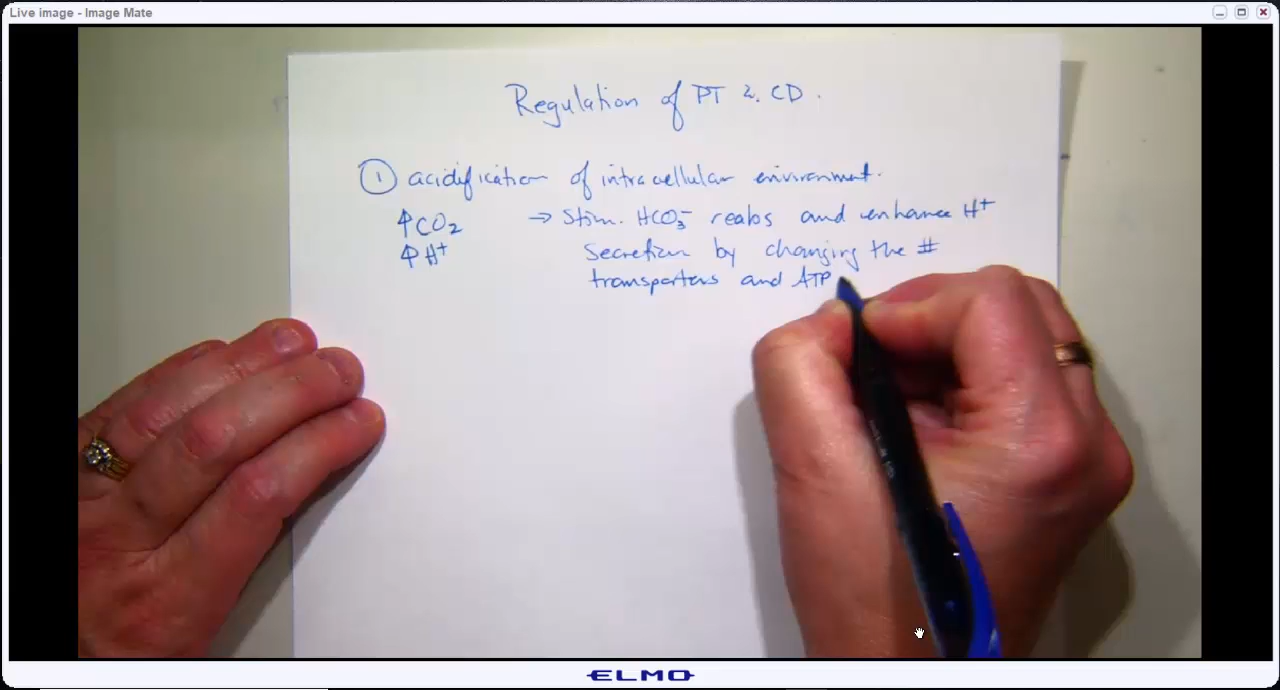 Live image - Image Mate
Regulation of PT & CD.
① acidification of intracellular environment.
↑CO₂ → Stim. HCO₃⁻ reabs and enhance H⁺
↑H⁺ Secretion by changing the #
transporters and ATP
ELMO